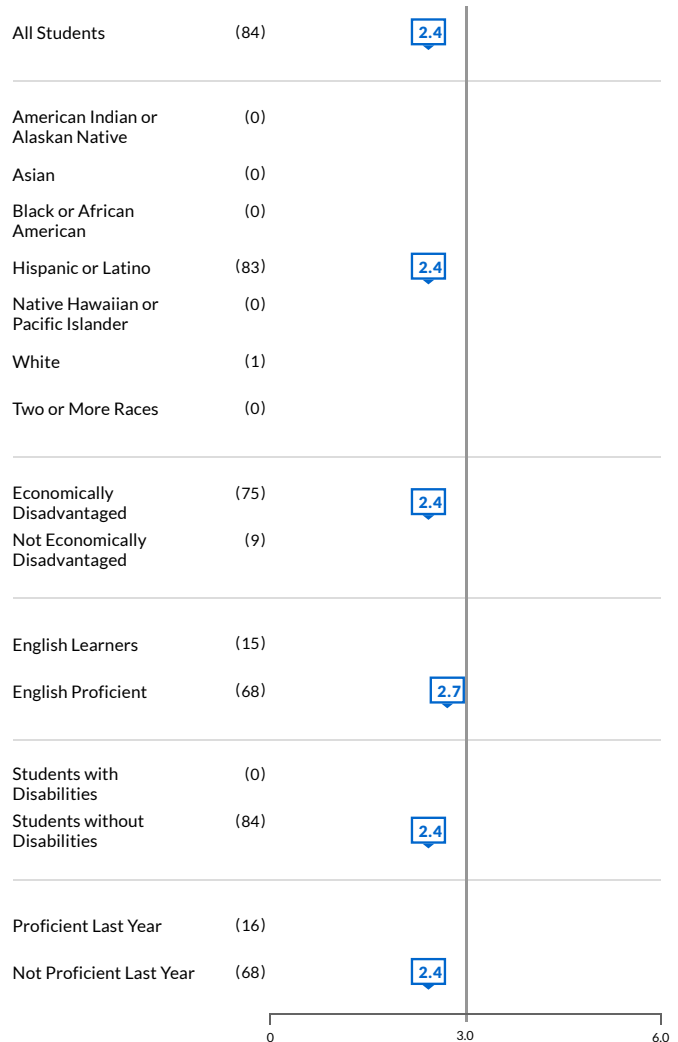 All Students (84) 2.4
American Indian or (0)
Alaskan Native
Asian (0)
Black or African (0)
American
Hispanic or Latino (83) 2.4
Native Hawaiian or (0)
Pacific Islander
White (1)
Two or More Races (0)
Economically (75) 2.4
Disadvantaged
Not Economically (9)
Disadvantaged
English Learners (15)
English Proficient (68) 2.7
Students with (0)
Disabilities
Students without (84) 2.4
Disabilities
Proficient Last Year (16)
Not Proficient Last Year (68) 2.4
0 3.0 6.0